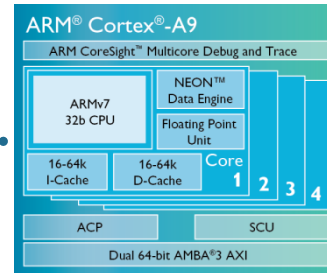 ARM® Cortex®-A9
ARM CoreSight™ Multicore Debug and Trace
ARMv7
32b CPU
NEON™
Data Engine
Floating Point
Unit
16-64k
I-Cache
16-64k
D-Cache
Core
1 2 3 4
ACP
SCU
Dual 64-bit AMBA®3 AXI